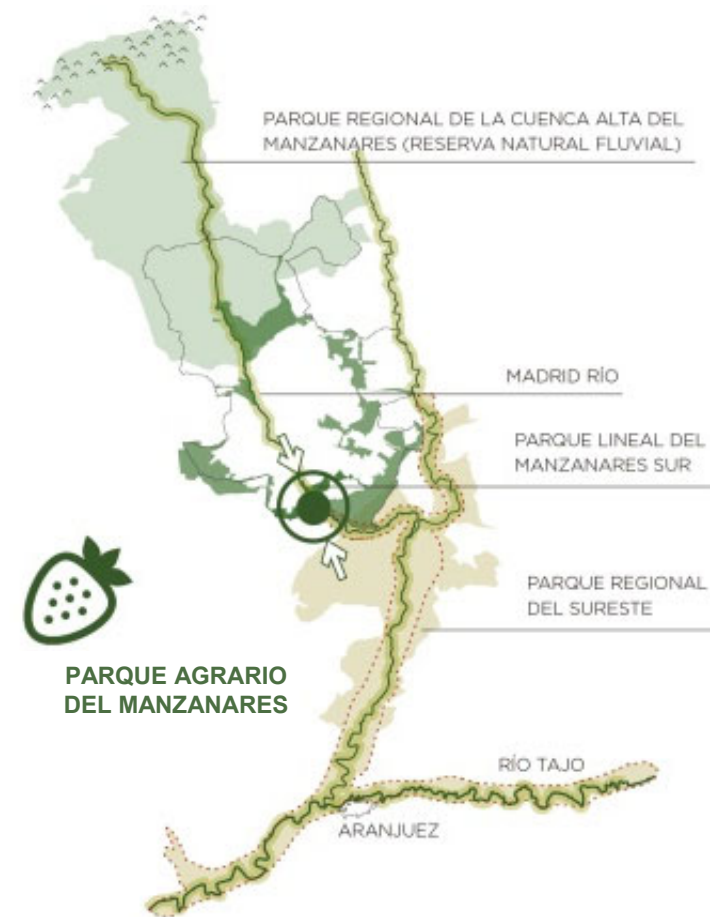 PARQUE REGIONAL DE LA CUENCA ALTA DEL
MANZANARES (RESERVA NATURAL FLUVIAL)
MADRID RÍO
PARQUE LINEAL DEL
MANZANARES SUR
PARQUE REGIONAL
DEL SURESTE
PARQUE AGRARIO
DEL MANZANARES
RÍO TAJO
ARANJUEZ